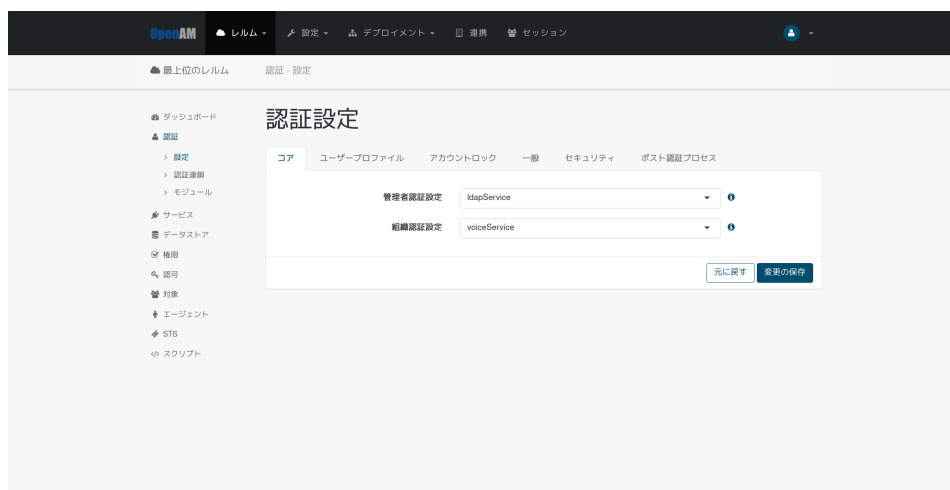 OpenAM レルム 設定 デプロイメント 連携 セッション
最上位のレルム 認証 - 設定
ダッシュボード
認証
設定
認証連鎖
モジュール
サービス
データストア
権限
認可
対象
エージェント
STS
スクリプト
認証設定
コア ユーザープロファイル アカウントロック 一般 セキュリティ ポスト認証プロセス
管理者認証設定 ldapService
組織認証設定 voiceService
元に戻す 変更の保存